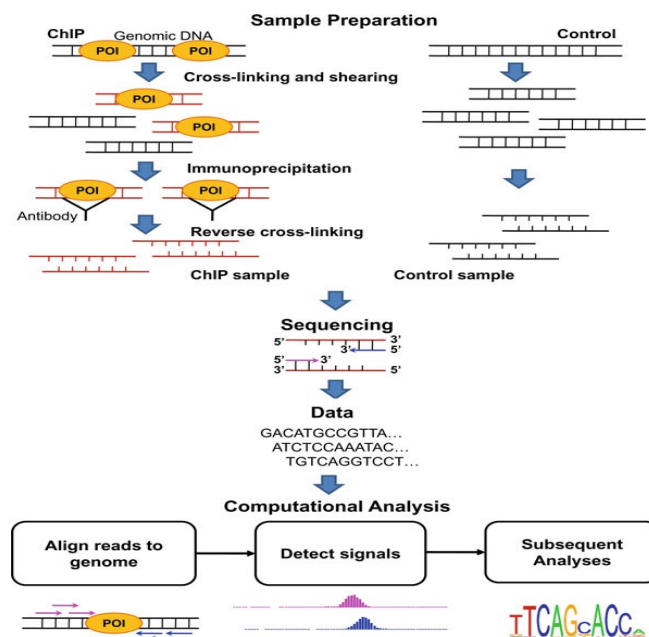 Sample Preparation
ChIP
Genomic DNA
Control
POI
POI
Cross-linking and shearing
POI
POI
Immunoprecipitation
POI
POI
Antibody
Reverse cross-linking
ChIP sample
Control sample
Sequencing
5’ 3’
3’ 5’
5’ 3’
3’ 5’
Data
GACATGCCGTTA...
ATCTCCAAATAC...
TGTCAGGTCCT...
Computational Analysis
Align reads to
genome
Detect signals
Subsequent
Analyses
POI
TTCAGCACC